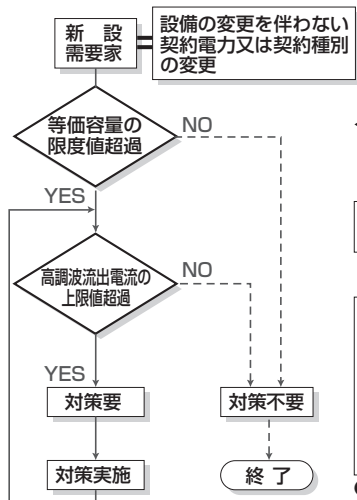 新 設
需要家
設備の変更を伴わない
契約電力又は契約種別
の変更
等価容量の
限度値超過
NO
YES
高調波流出電流の
上限値超過
NO
YES
対策要
対策不要
対策実施
終 了